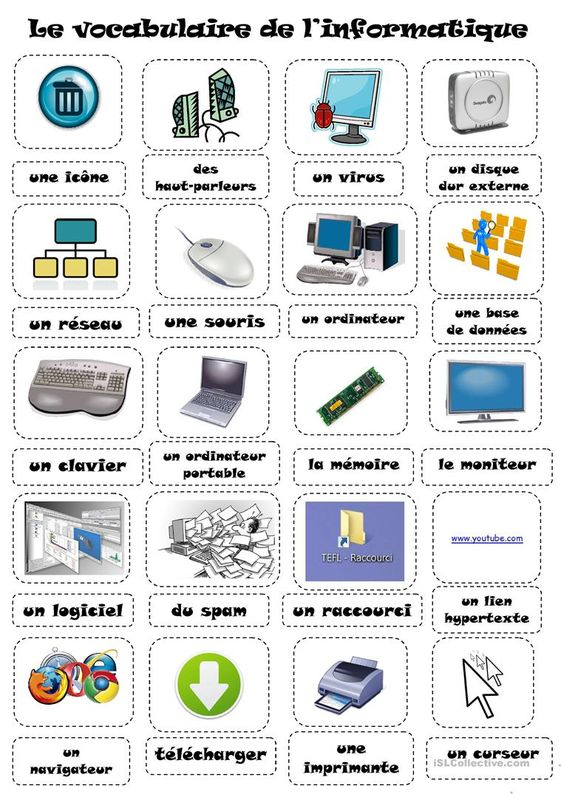 Le vocabulaire de l'informatique
Seagate
une icône
des
haut-parleurs
un virus
un disque
dur externe
un réseau
une souris
un ordinateur
une base
de données
un clavier
un ordinateur
portable
la mémoire
le moniteur
TEFL - Raccourci
www.youtube.com
un logiciel
du spam
un raccourci
un lien
hypertexte
un
navigateur
télécharger
une
imprimante
un curseur
iSLCollective.com